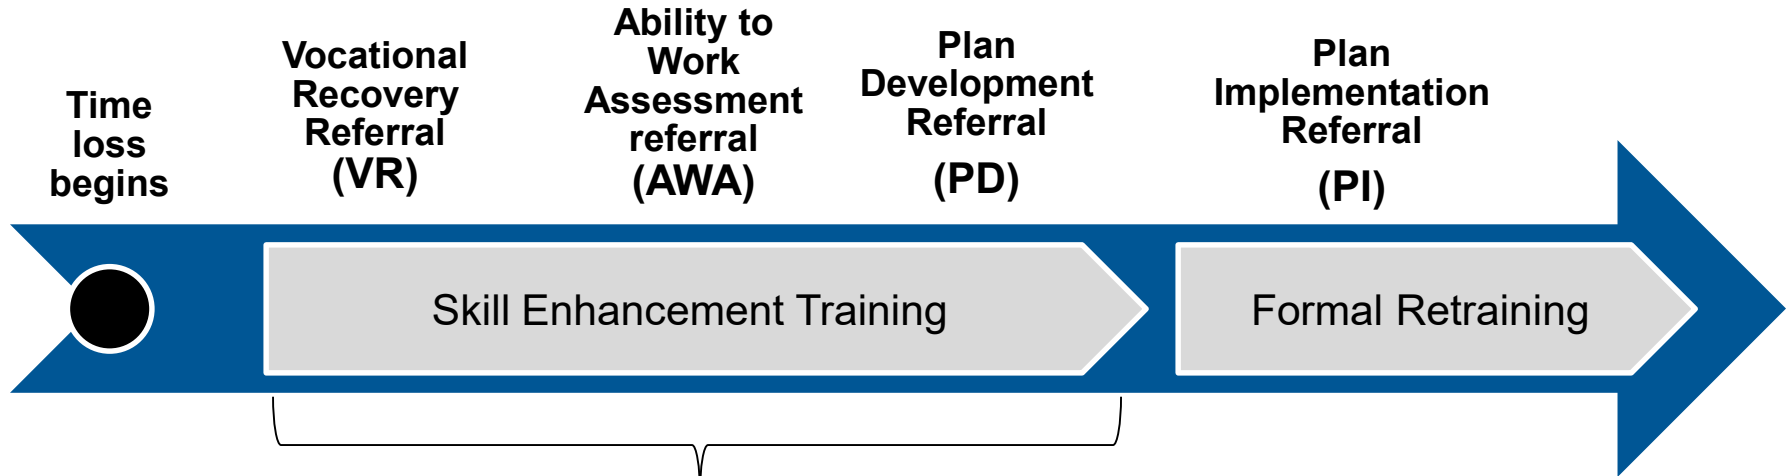 Time
loss
begins
Vocational
Recovery
Referral
(VR)
Ability to
Work
Assessment
referral
(AWA)
Plan
Development
Referral
(PD)
Plan
Implementation
Referral
(PI)
Skill Enhancement Training
Formal Retraining